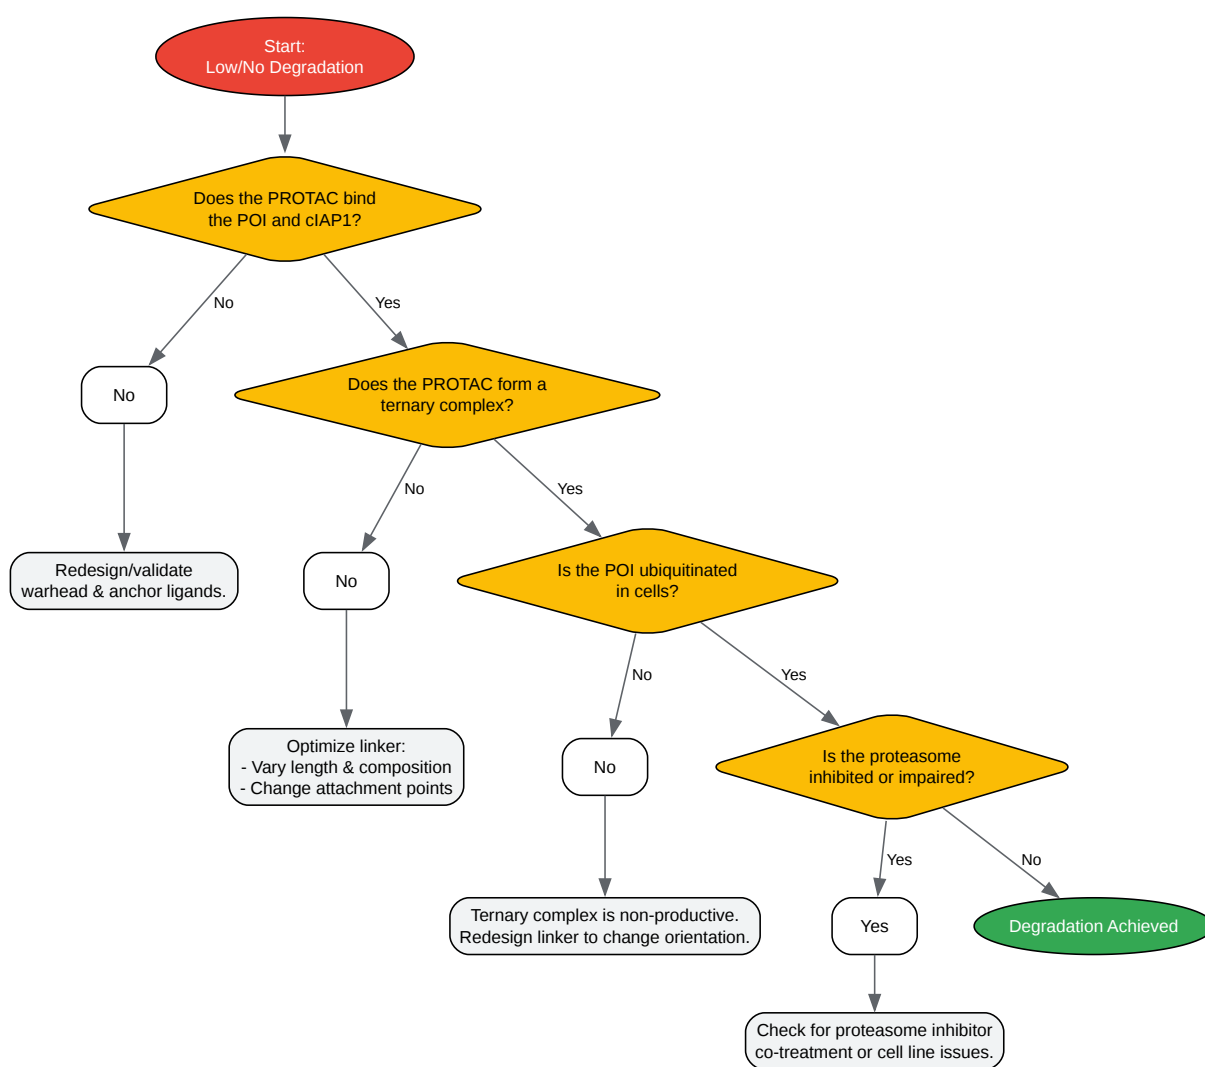 Start:
Low/No Degradation
Does the PROTAC bind
the POI and cIAP1?
No
Yes
No
Does the PROTAC form a
ternary complex?
No
Yes
Redesign/validate
warhead & anchor ligands.
No
Is the POI ubiquitinated
in cells?
No
Yes
Optimize linker:
- Vary length & composition
- Change attachment points
No
Is the proteasome
inhibited or impaired?
Yes
No
Ternary complex is non-productive.
Redesign linker to change orientation.
Yes
Degradation Achieved
Check for proteasome inhibitor
co-treatment or cell line issues.